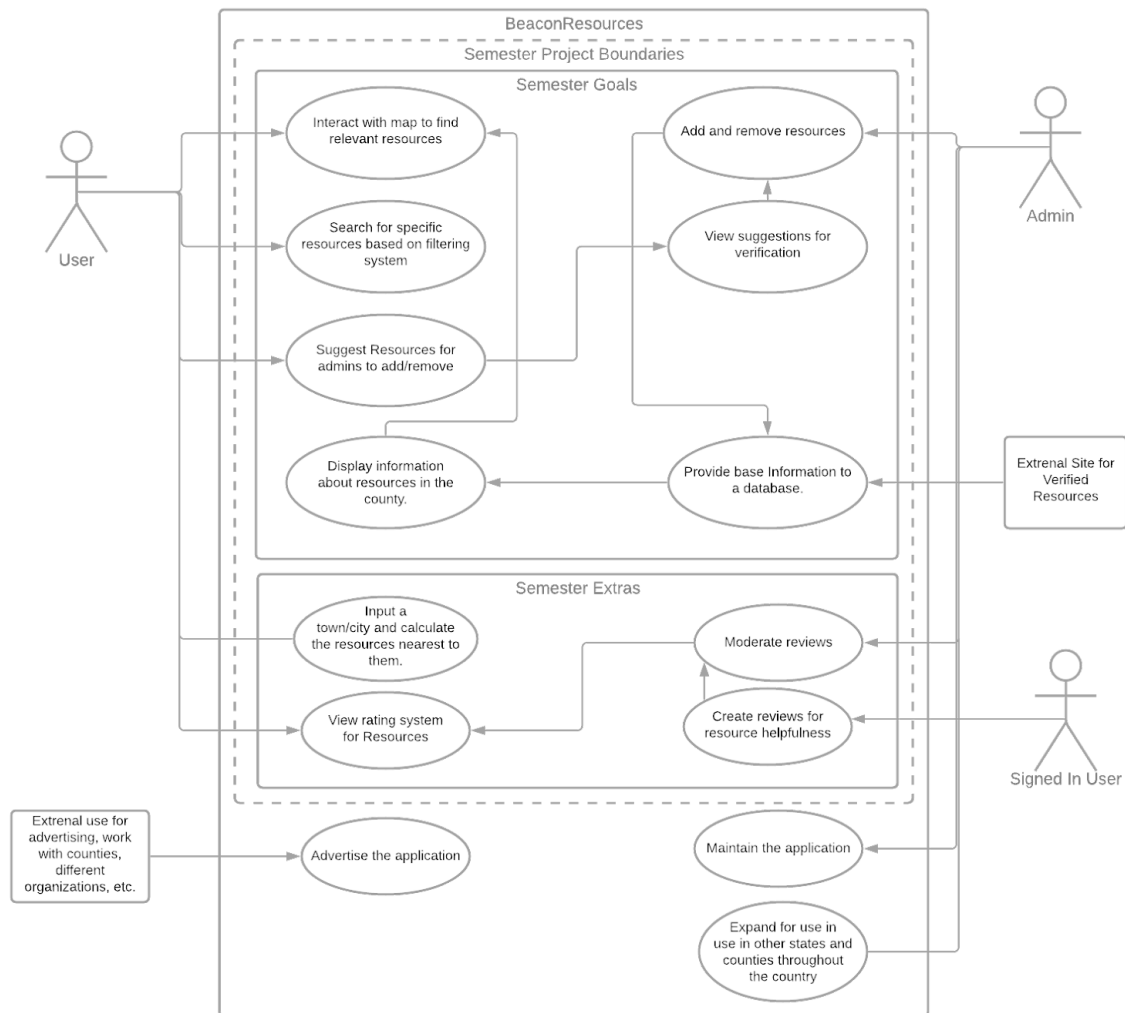 BeaconResources
Semester Project Boundaries
Semester Goals
Interact with map to find
relevant resources
Add and remove resources
User
Admin
Search for specific
resources based on filtering
system
View suggestions for
verification
Suggest Resources for
admins to add/remove
Display information
about resources in the
county.
Provide base Information to
a database.
Extrenal Site for
Verified
Resources
Semester Extras
Input a
town/city and calculate
the resources nearest to
them.
Moderate reviews
View rating system
for Resources
Create reviews for
resource helpfulness
Signed In User
Extrenal use for
advertising, work
with counties,
different
organizations, etc.
Advertise the application
Maintain the application
Expand for use in
use in other states and
counties throughout
the country